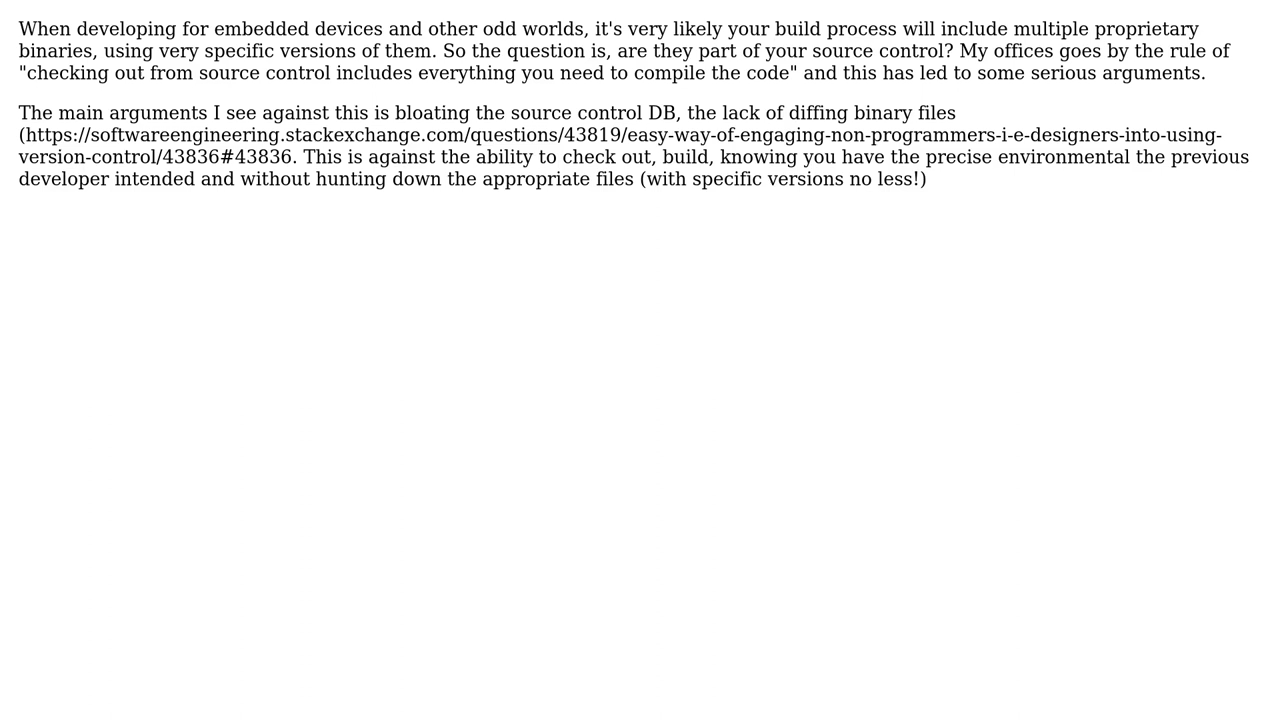 When developing for embedded devices and other odd worlds, it's very likely your build process will include multiple proprietary
binaries, using very specific versions of them. So the question is, are they part of your source control? My offices goes by the rule of
"checking out from source control includes everything you need to compile the code" and this has led to some serious arguments.
The main arguments I see against this is bloating the source control DB, the lack of diffing binary files
(https://softwareengineering.stackexchange.com/questions/43819/easy-way-of-engaging-non-programmers-i-e-designers-into-using-
version-control/43836#43836. This is against the ability to check out, build, knowing you have the precise environmental the previous
developer intended and without hunting down the appropriate files (with specific versions no less!)